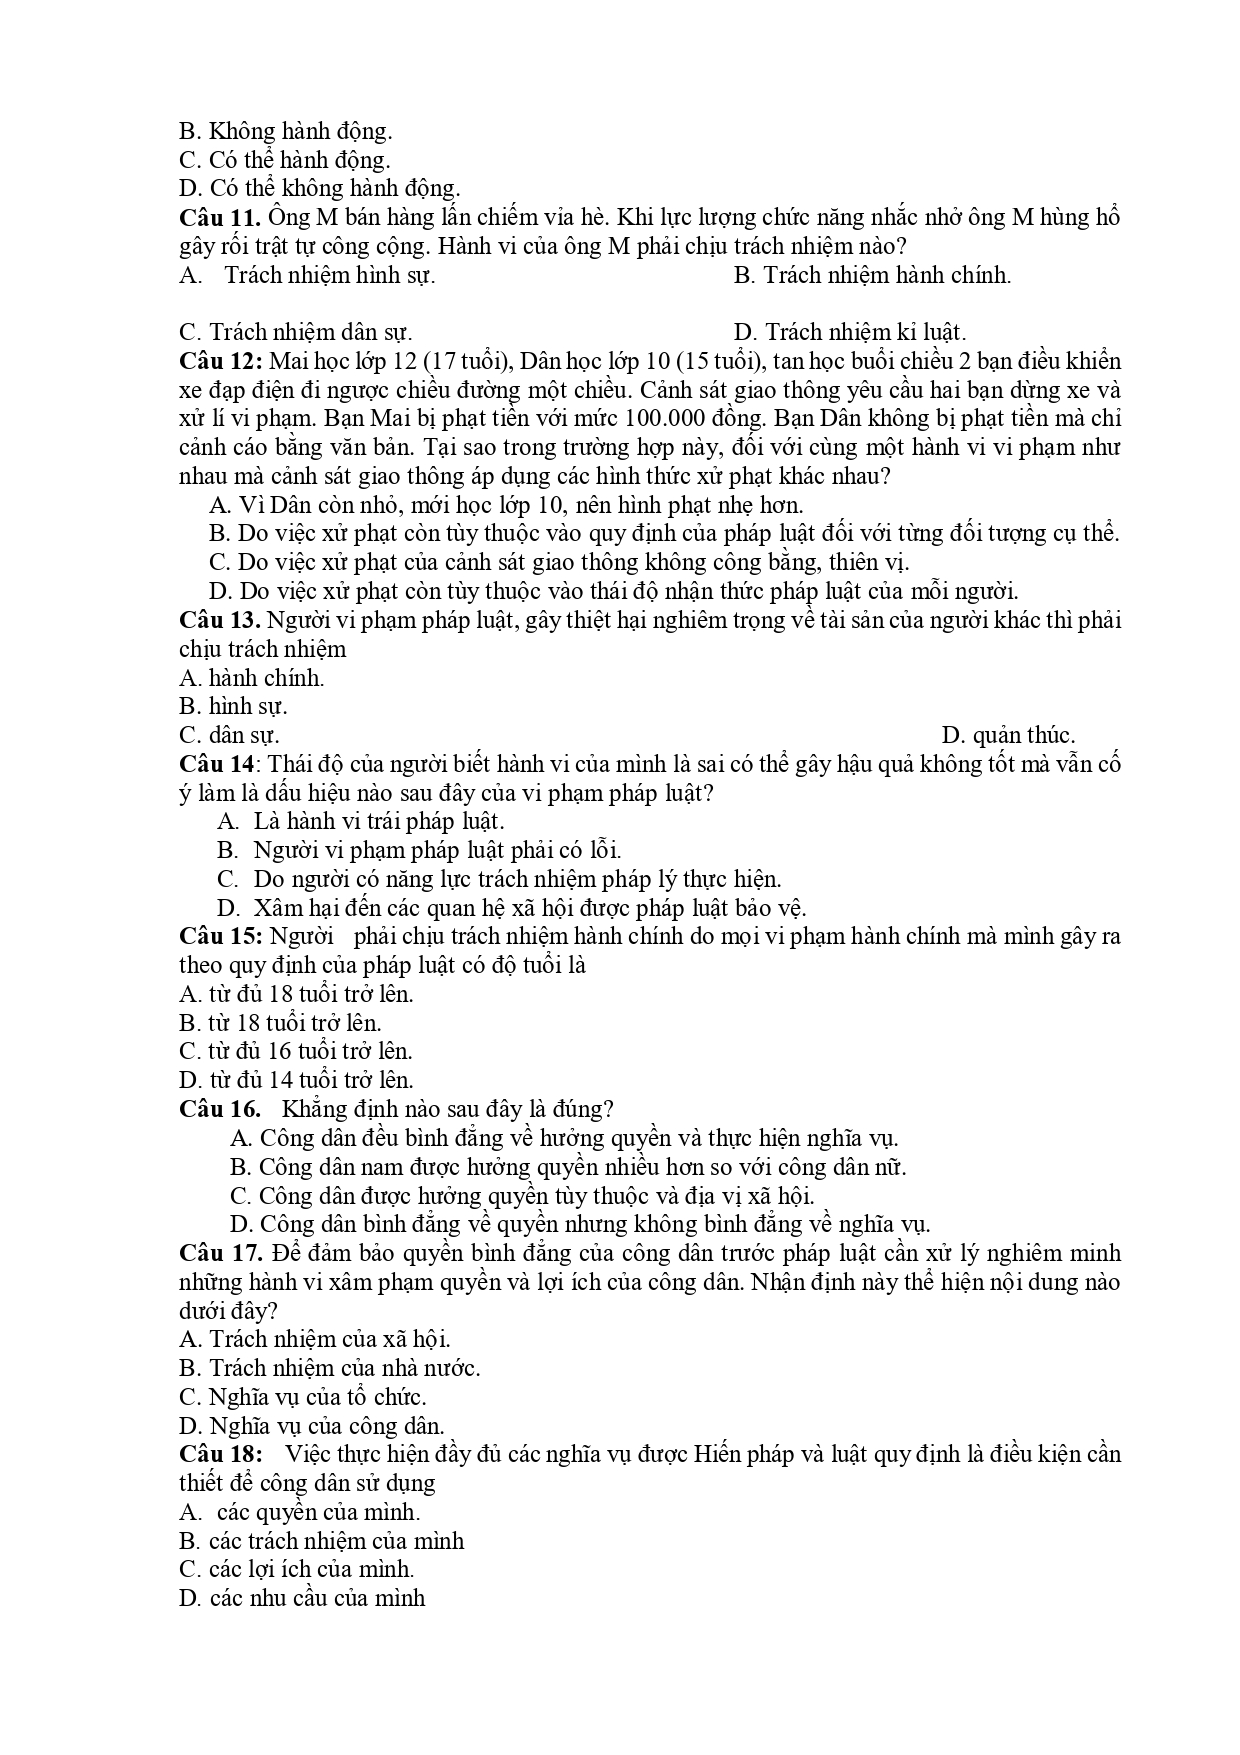 B. Không hành động.
C. Có thể hành động.
D. Có thể không hành động.
Câu 11. Ông M bán hàng lấn chiếm vỉa hè. Khi lực lượng chức năng nhắc nhở ông M hùng hổ
gây rối trật tự công cộng. Hành vi của ông M phải chịu trách nhiệm nào?
A. Trách nhiệm hình sự. B. Trách nhiệm hành chính.
C. Trách nhiệm dân sự. D. Trách nhiệm kỉ luật.
Câu 12: Mai học lớp 12 (17 tuổi), Dân học lớp 10 (15 tuổi), tan học buổi chiều 2 bạn điều khiển
xe đạp điện đi ngược chiều đường một chiều. Cảnh sát giao thông yêu cầu hai bạn dừng xe và
xử lí vi phạm. Bạn Mai bị phạt tiền với mức 100.000 đồng. Bạn Dân không bị phạt tiền mà chỉ
cảnh cáo bằng văn bản. Tại sao trong trường hợp này, đối với cùng một hành vi vi phạm như
nhau mà cảnh sát giao thông áp dụng các hình thức xử phạt khác nhau?
A. Vì Dân còn nhỏ, mới học lớp 10, nên hình phạt nhẹ hơn.
B. Do việc xử phạt còn tùy thuộc vào quy định của pháp luật đối với từng đối tượng cụ thể.
C. Do việc xử phạt của cảnh sát giao thông không công bằng, thiên vị.
D. Do việc xử phạt còn tùy thuộc vào thái độ nhận thức pháp luật của mỗi người.
Câu 13. Người vi phạm pháp luật, gây thiệt hại nghiêm trọng về tài sản của người khác thì phải
chịu trách nhiệm
A. hành chính.
B. hình sự.
C. dân sự. D. quản thúc.
Câu 14: Thái độ của người biết hành vi của mình là sai có thể gây hậu quả không tốt mà vẫn cố
ý làm là dấu hiệu nào sau đây của vi phạm pháp luật?
A. Là hành vi trái pháp luật.
B. Người vi phạm pháp luật phải có lỗi.
C. Do người có năng lực trách nhiệm pháp lý thực hiện.
D. Xâm hại đến các quan hệ xã hội được pháp luật bảo vệ.
Câu 15: Người phải chịu trách nhiệm hành chính do mọi vi phạm hành chính mà mình gây ra
theo quy định của pháp luật có độ tuổi là
A. từ đủ 18 tuổi trở lên.
B. từ 18 tuổi trở lên.
C. từ đủ 16 tuổi trở lên.
D. từ đủ 14 tuổi trở lên.
Câu 16. Khẳng định nào sau đây là đúng?
A. Công dân đều bình đẳng về hưởng quyền và thực hiện nghĩa vụ.
B. Công dân nam được hưởng quyền nhiều hơn so với công dân nữ.
C. Công dân được hưởng quyền tùy thuộc và địa vị xã hội.
D. Công dân bình đẳng về quyền nhưng không bình đẳng về nghĩa vụ.
Câu 17. Để đảm bảo quyền bình đẳng của công dân trước pháp luật cần xử lý nghiêm minh
những hành vi xâm phạm quyền và lợi ích của công dân. Nhận định này thể hiện nội dung nào
dưới đây?
A. Trách nhiệm của xã hội.
B. Trách nhiệm của nhà nước.
C. Nghĩa vụ của tổ chức.
D. Nghĩa vụ của công dân.
Câu 18: Việc thực hiện đầy đủ các nghĩa vụ được Hiến pháp và luật quy định là điều kiện cần
thiết để công dân sử dụng
A. các quyền của mình.
B. các trách nhiệm của mình
C. các lợi ích của mình.
D. các nhu cầu của mình